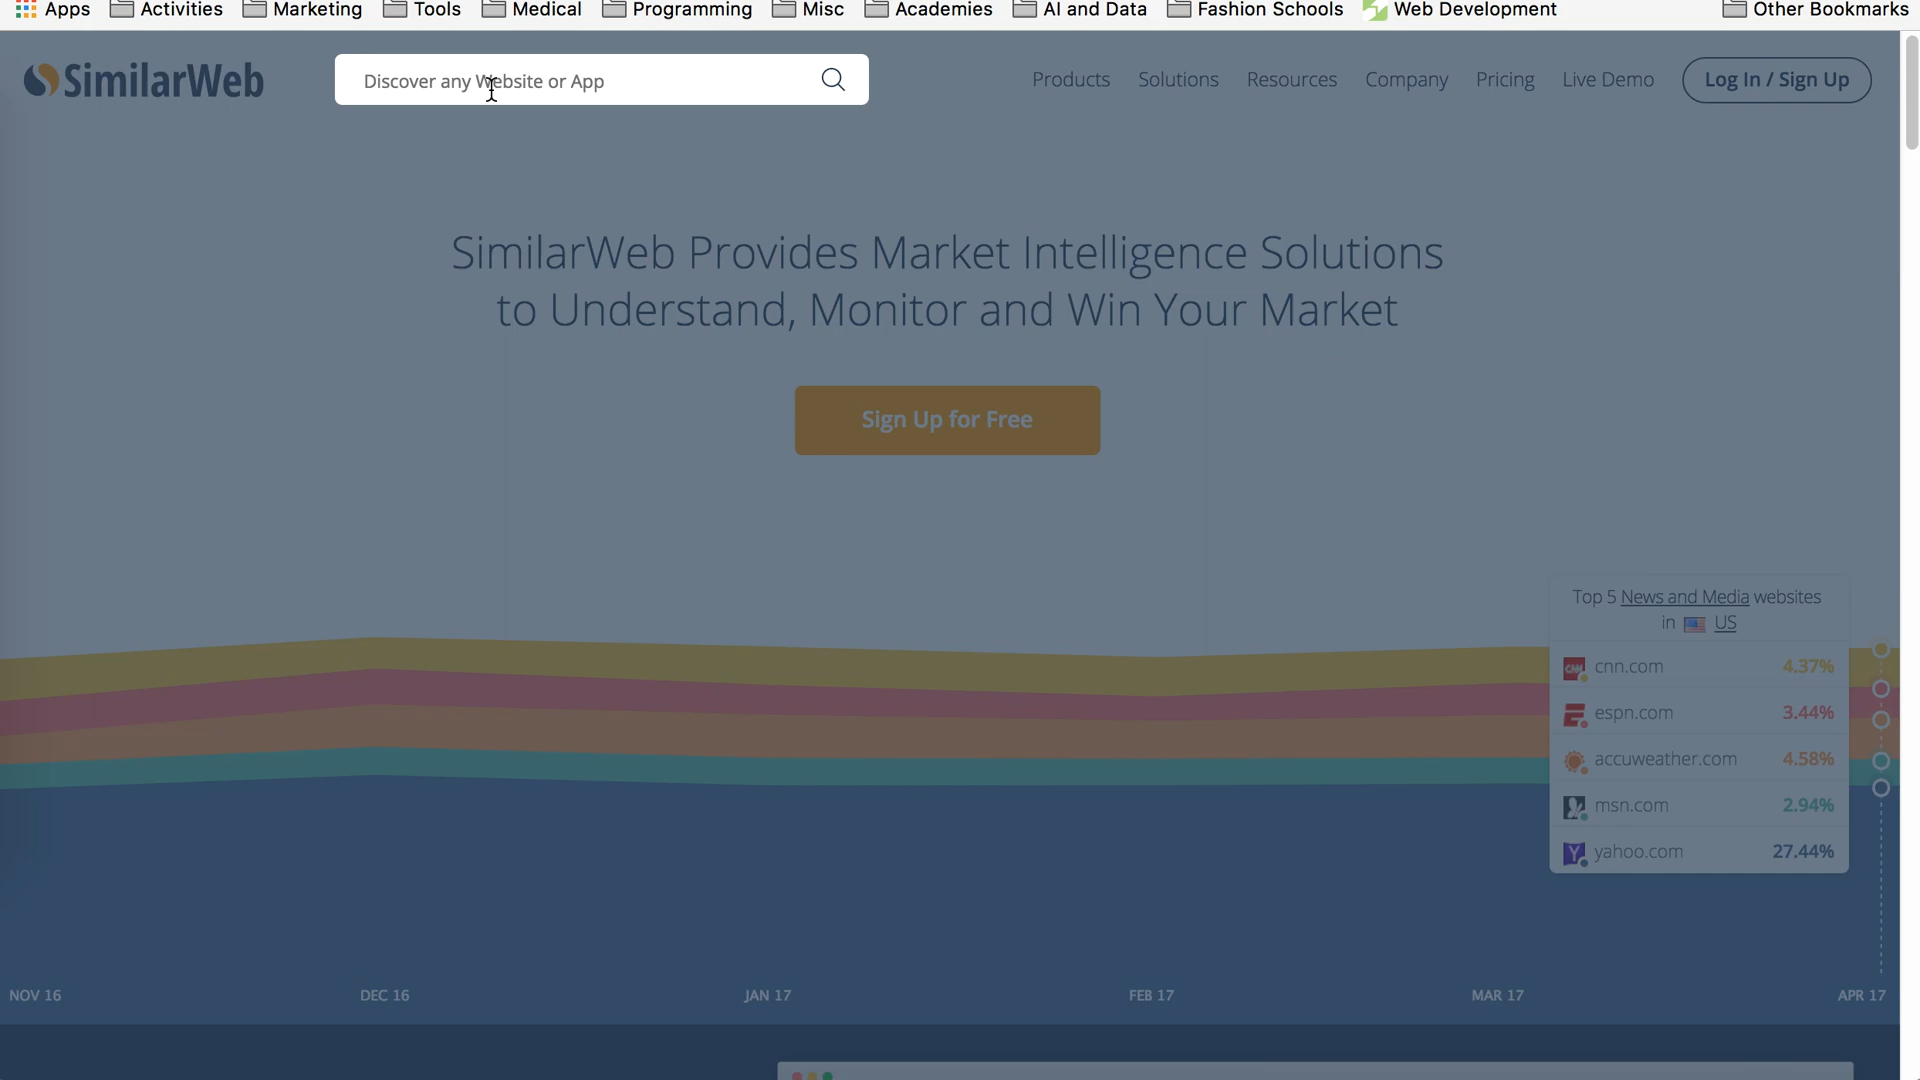 Apps Activities Marketing Tools Medical Programming Misc Academies AI and Data Fashion Schools Web Development Other Bookmarks
SimilarWeb Discover any Website or App Products Solutions Resources Company Pricing Live Demo Log In / Sign Up
SimilarWeb Provides Market Intelligence Solutions
to Understand, Monitor and Win Your Market
Sign Up for Free
Top 5 News and Media websites
in US
cnn.com 4.37%
espn.com 3.44%
accuweather.com 4.58%
msn.com 2.94%
yahoo.com 27.44%
NOV 16 DEC 16 JAN 17 FEB 17 MAR 17 APR 17